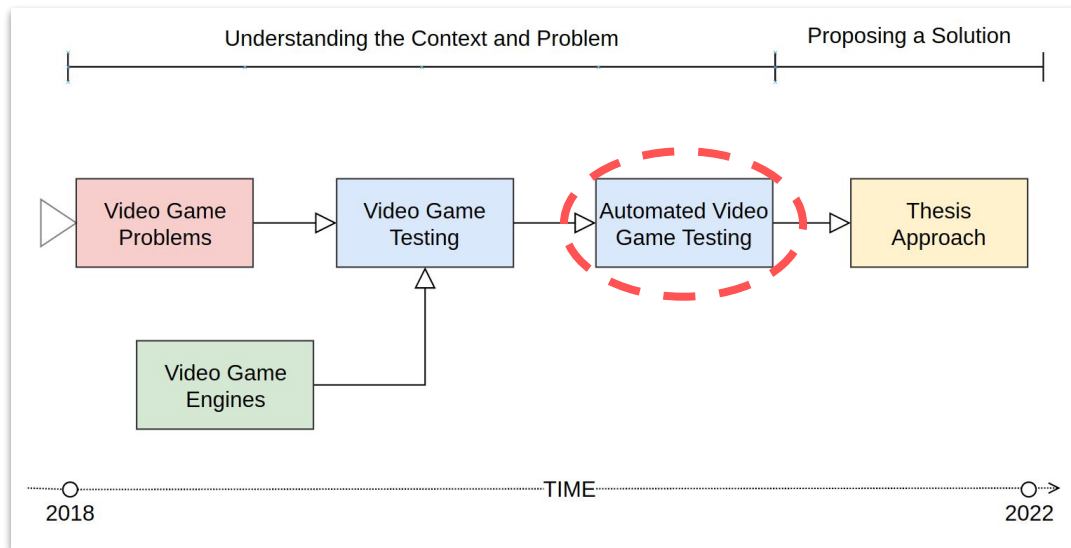 Understanding the Context and Problem
Proposing a Solution
Video Game
Problems
Video Game
Testing
Automated Video
Game Testing
Thesis
Approach
Video Game
Engines
TIME
2018
2022